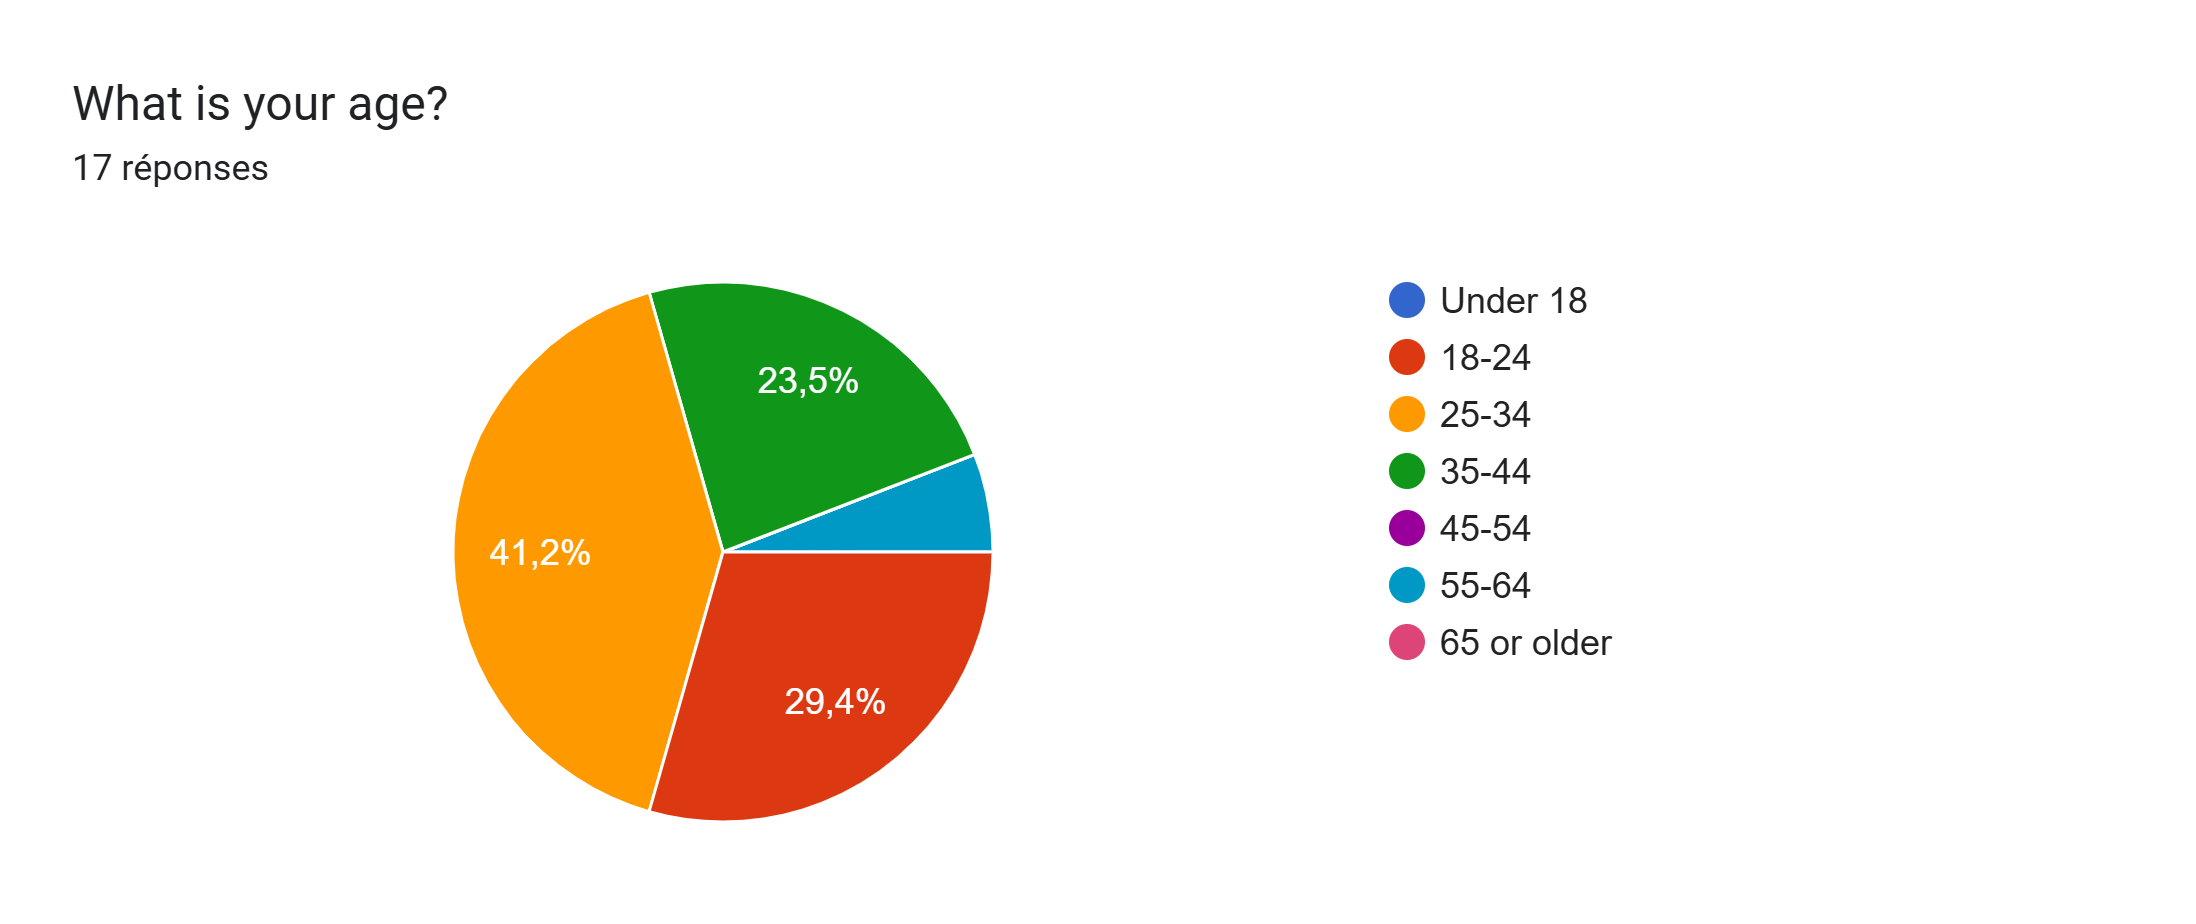 What is your age?
17 réponses
23,5%
41,2%
29,4%
Under 18
18-24
25-34
35-44
45-54
55-64
65 or older